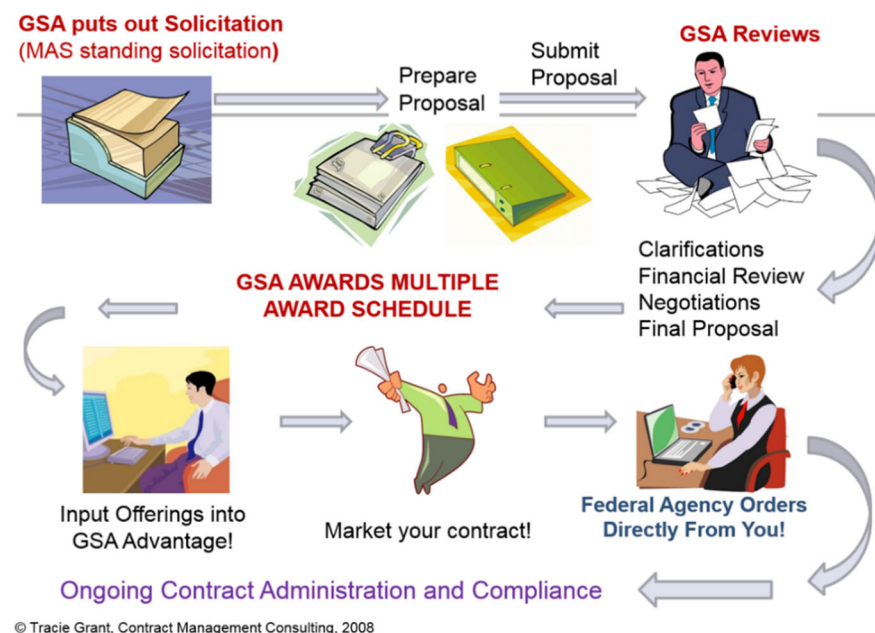 GSA puts out Solicitation
(MAS standing solicitation)
Prepare
Proposal
Submit
Proposal
GSA Reviews
Clarifications
Financial Review
Negotiations
Final Proposal
GSA AWARDS MULTIPLE
AWARD SCHEDULE
Input Offerings into
GSA Advantage!
Market your contract!
Federal Agency Orders
Directly From You!
Ongoing Contract Administration and Compliance
© Tracie Grant, Contract Management Consulting, 2008